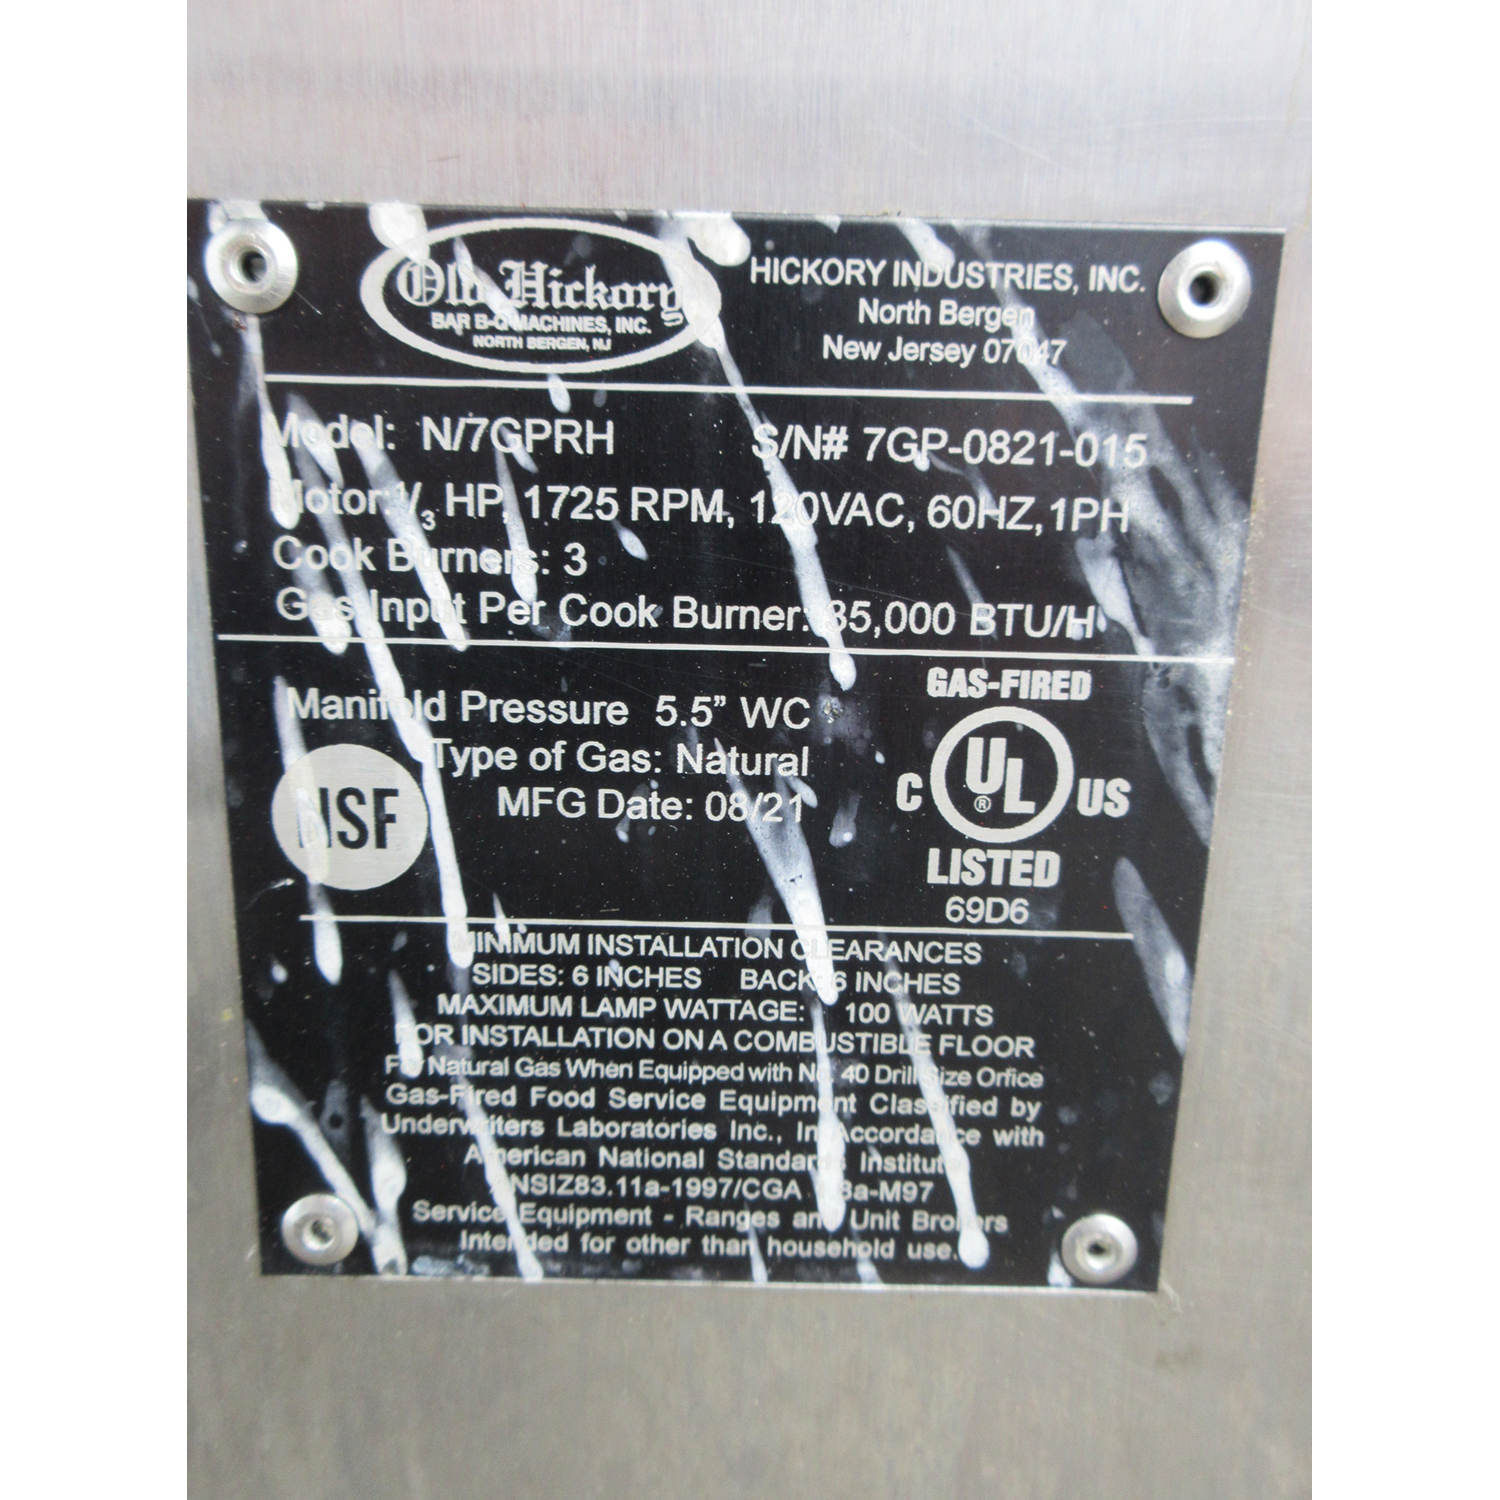 Old Hickory
BAR B-Q MACHINES, INC.
NORTH BERGEN, NJ
HICKORY INDUSTRIES, INC.
North Bergen
New Jersey 07047
Model: N/7GPRH S/N# 7GP-0821-015
Motor: 1/3 HP, 1725 RPM, 120VAC, 60HZ, 1PH
Cook Burners: 3
Gas Input Per Cook Burner: 35,000 BTU/H
Manifold Pressure 5.5" WC
Type of Gas: Natural
MFG Date: 08/21
NSF
GAS-FIRED
C UL ® US
LISTED
69D6
MINIMUM INSTALLATION CLEARANCES
SIDES: 6 INCHES BACK: 6 INCHES
MAXIMUM LAMP WATTAGE: 100 WATTS
FOR INSTALLATION ON A COMBUSTIBLE FLOOR
For Natural Gas When Equipped with No. 40 Drill Size Orfice
Gas-Fired Food Service Equipment Classified by
Underwriters Laboratories Inc., In Accordance with
American National Standards Institute
ANSIZ83.11a-1997/CGA 1.8a-M97
Service Equipment - Ranges and Unit Broilers
Intended for other than household use.